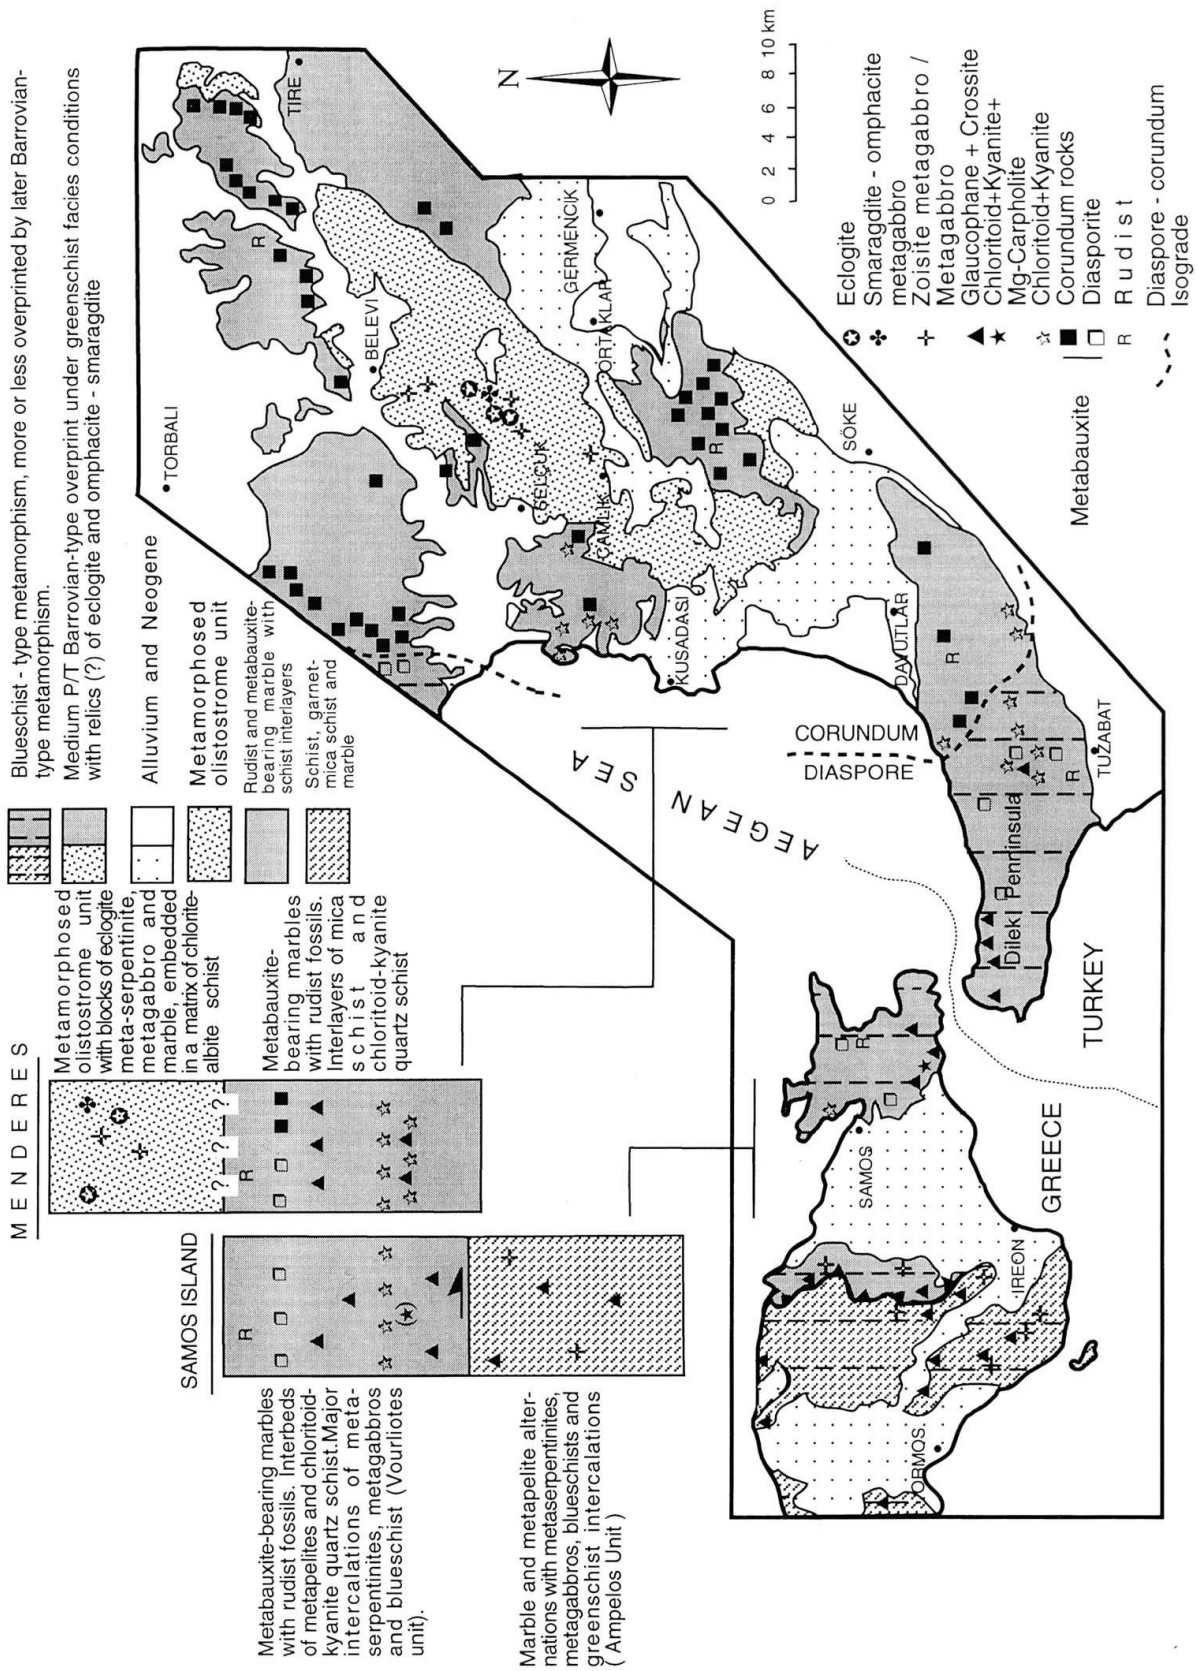 MENDERES
Metamorphosed
olistostrome unit
with blocks of eclogite
meta-serpentinite,
metagabbro and
marble, embedded
in a matrix of chlorite-
albite schist
Metabauxite-
bearing marbles
with rudist fossils.
Interlayers of mica
schist and
chloritoid-kyanite
quartz schist
R
? ? ?
SAMOS ISLAND
R
Metabauxite-bearing marbles
with rudist fossils. Interbeds
of metapelites and chloritoid-
kyanite quartz schist.Major
intercalations of meta-
serpentinites, metagabbros
and blueschist (Vourliotes
unit).
Marble and metapelite alter-
nations with metaserpentinites,
metagabbros, blueschists and
greenschist intercalations
( Ampelos Unit )
Blueschist - type metamorphism, more or less overprinted by later Barrovian-
type metamorphism.
Medium P/T Barrovian-type overprint under greenschist facies conditions
with relics (?) of eclogite and omphacite - smaragdite
Alluvium and Neogene
Metamorphosed
olistostrome unit
Rudist and metabauxite-
bearing marble with
schist interlayers
Schist, garnet-
mica schist and
marble
TORBALI
TIRE
BELEVI
R
SELCUK
GERMENCIK
ORTAKLAR
CAMLIK
R
SÖKE
KUSADASI
DAVUTLAR
R
R
TUZABAT
AEGEAN
SEA
CORUNDUM
DIASPORE
Dilek Penninsula
TURKEY
GREECE
SAMOS
R
IREON
ORMOS
N
0 2 4 6 8 10 km
Eclogite
Smaragdite - omphacite
metagabbro
Zoisite metagabbro /
Metagabbro
Glaucophane + Crossite
Chloritoid+Kyanite+
Mg-Carpholite
Chloritoid+Kyanite
Metabauxite
Corundum rocks
Diasporite
R Rudist
Diaspore - corundum
Isograde